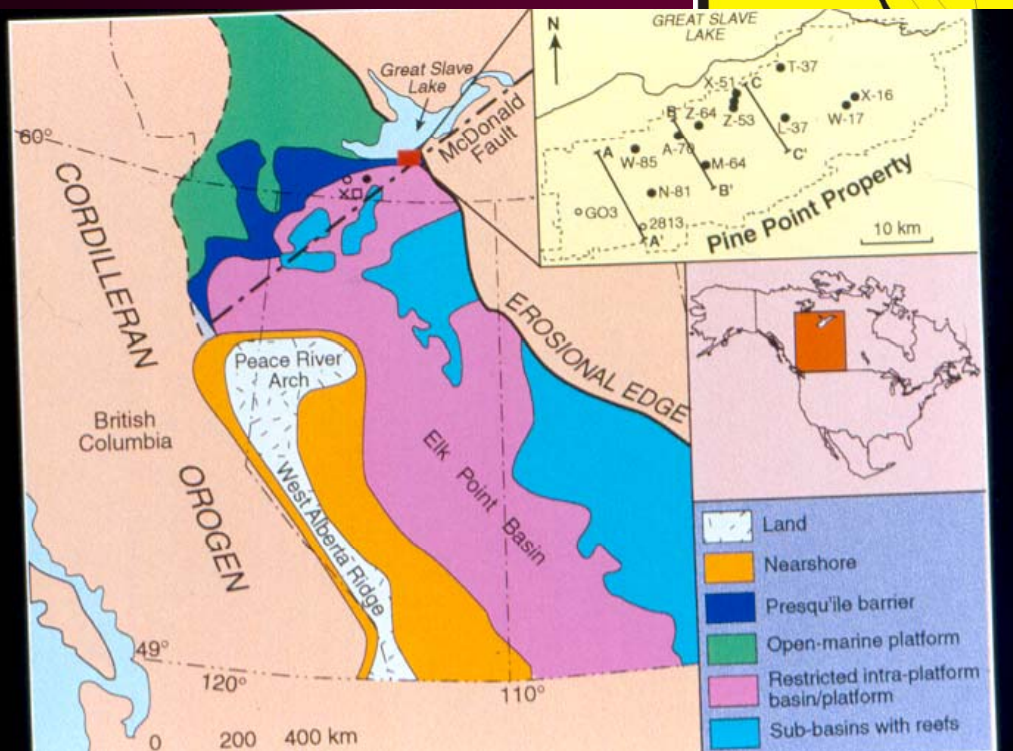 GREAT SLAVE
LAKE
N
T-37
X-51
C
X-16
B
Z-64
Z-53
L-37
W-17
A
A-70
W-85
M-64
C'
N-81
B'
GO3
2813
A'
Pine Point Property
10 km
Great Slave
Lake
60°
McDonald
Fault
CORDILLERAN
OROGEN
EROSIONAL EDGE
Peace River
Arch
British
Columbia
West Alberta Ridge
Elk Point Basin
49°
120°
110°
0 200 400 km
Land
Nearshore
Presqu'ile barrier
Open-marine platform
Restricted intra-platform
basin/platform
Sub-basins with reefs